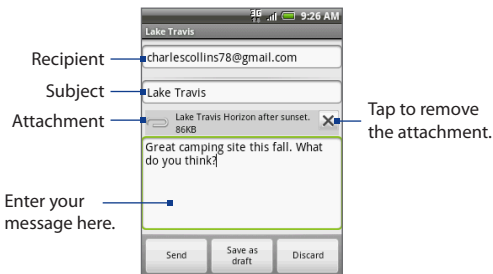 3G
9:26 AM
Lake Travis
Recipient
charlescollins78@gmail.com
Subject
Lake Travis
Attachment
Lake Travis Horizon after sunset.
86KB
Tap to remove
the attachment.
Great camping site this fall. What
do you think?
Enter your
message here.
Send
Save as
draft
Discard